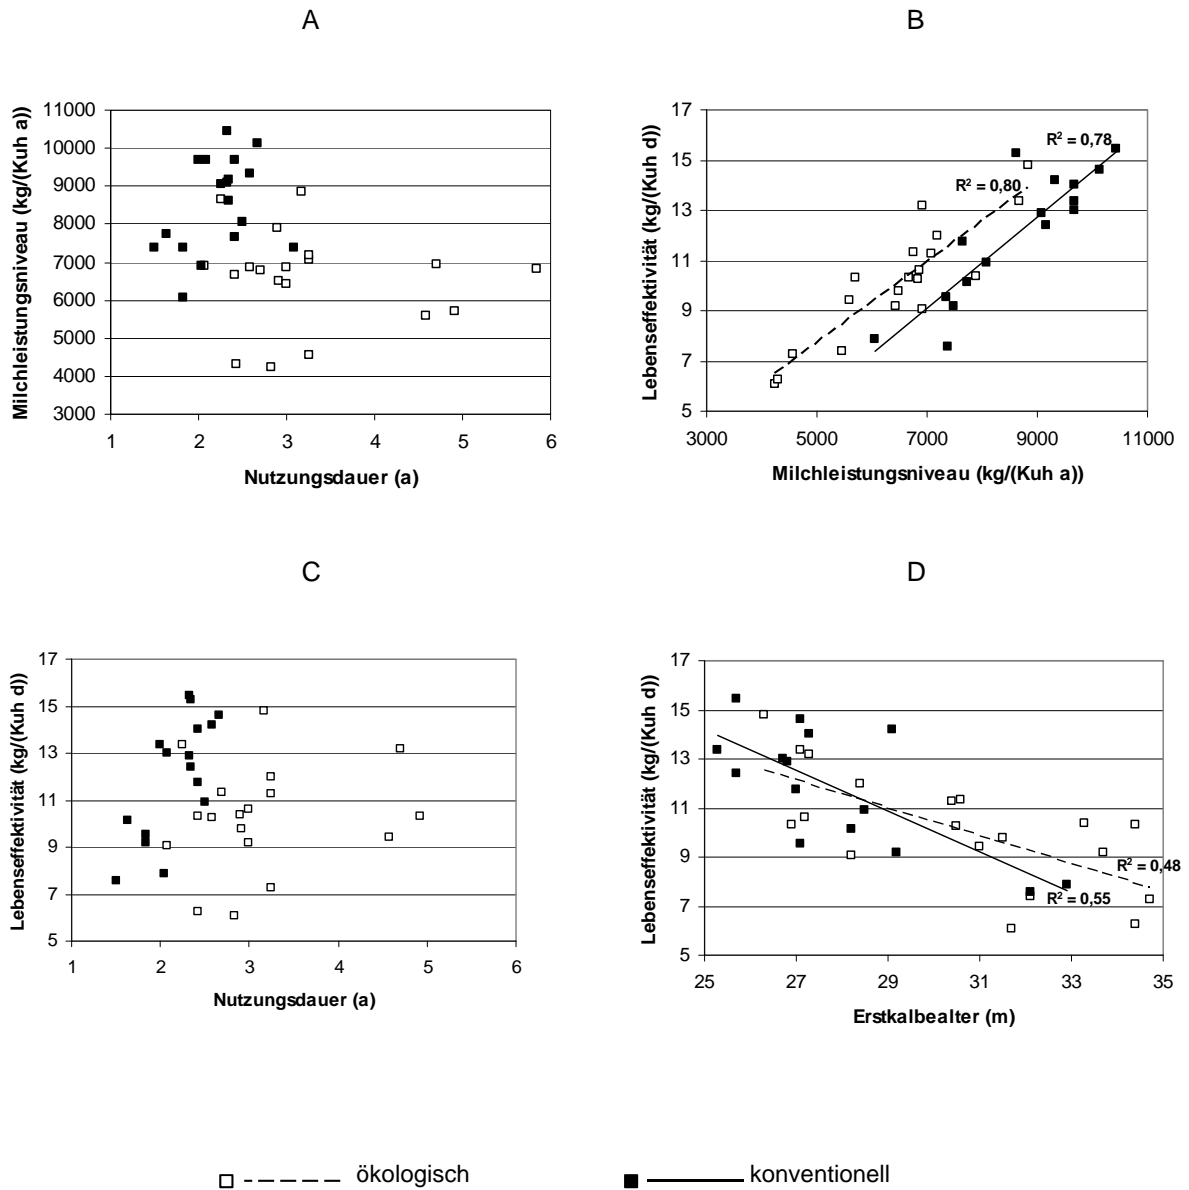 A
Milchleistungsniveau (kg/(Kuh a))
11000
10000
9000
8000
7000
6000
5000
4000
3000
1 2 3 4 5 6
Nutzungsdauer (a)
B
Lebenseffektivität (kg/(Kuh d))
17
15
13
11
9
7
5
R² = 0,78
R² = 0,80
3000 5000 7000 9000 11000
Milchleistungsniveau (kg/(Kuh a))
C
Lebenseffektivität (kg/(Kuh d))
17
15
13
11
9
7
5
1 2 3 4 5 6
Nutzungsdauer (a)
D
Lebenseffektivität (kg/(Kuh d))
17
15
13
11
9
7
5
R² = 0,48
R² = 0,55
25 27 29 31 33 35
Erstkalbealter (m)
ökologisch
konventionell